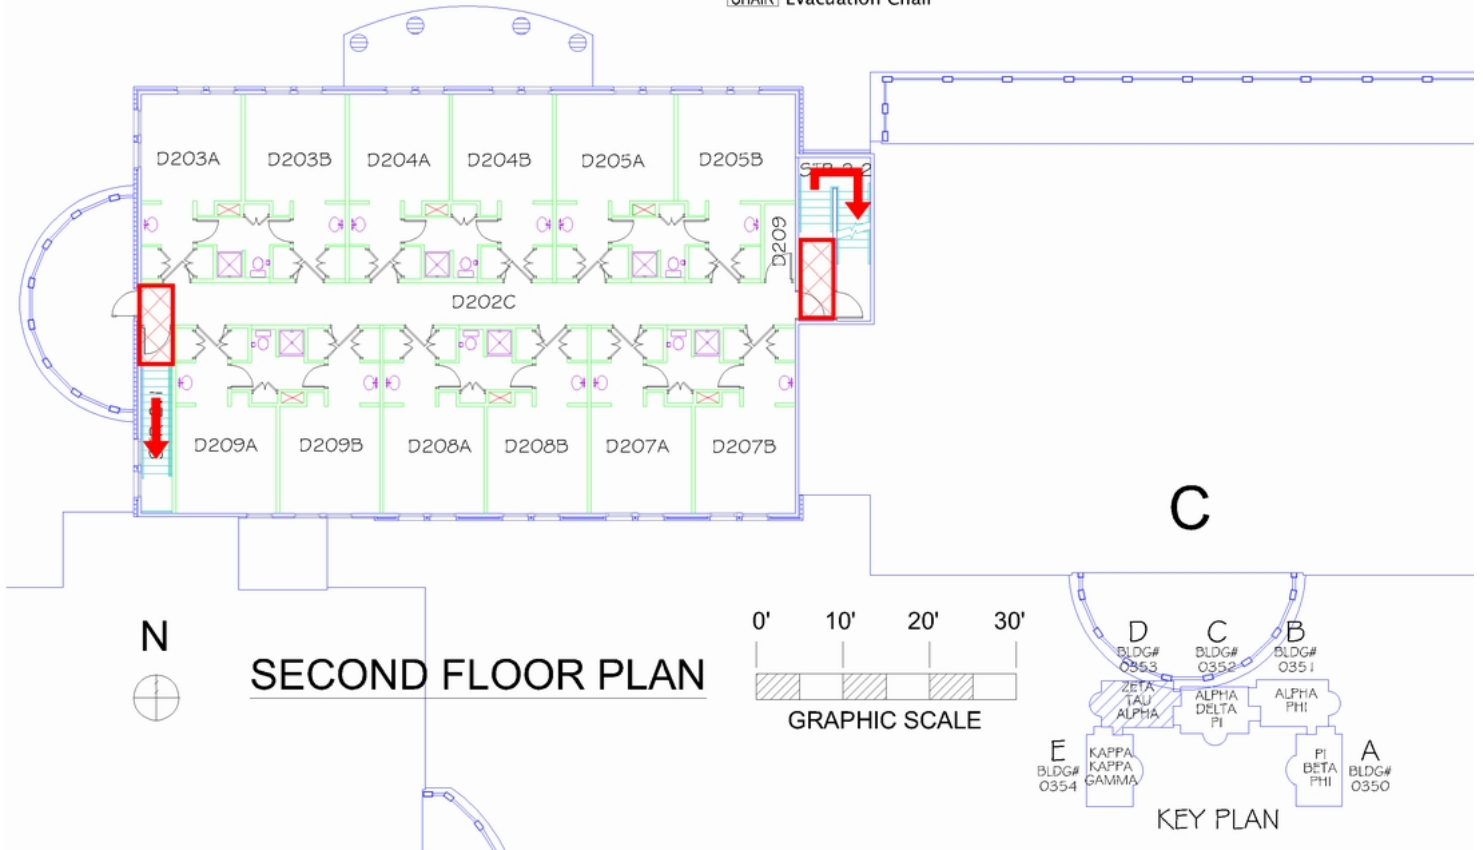 CHAIR Evacuation Chair
D203A
D203B
D204A
D204B
D205A
D205B
D209
D202C
D209A
D209B
D208A
D208B
D207A
D207B
C
N
SECOND FLOOR PLAN
0' 10' 20' 30'
GRAPHIC SCALE
D
BLDG#
0353
C
BLDG#
0352
B
BLDG#
0351
ZETA
TAU
ALPHA
ALPHA
DELTA
PI
ALPHA
PHI
E
BLDG#
0354
KAPPA
KAPPA
GAMMA
PI
BETA
PHI
A
BLDG#
0350
KEY PLAN